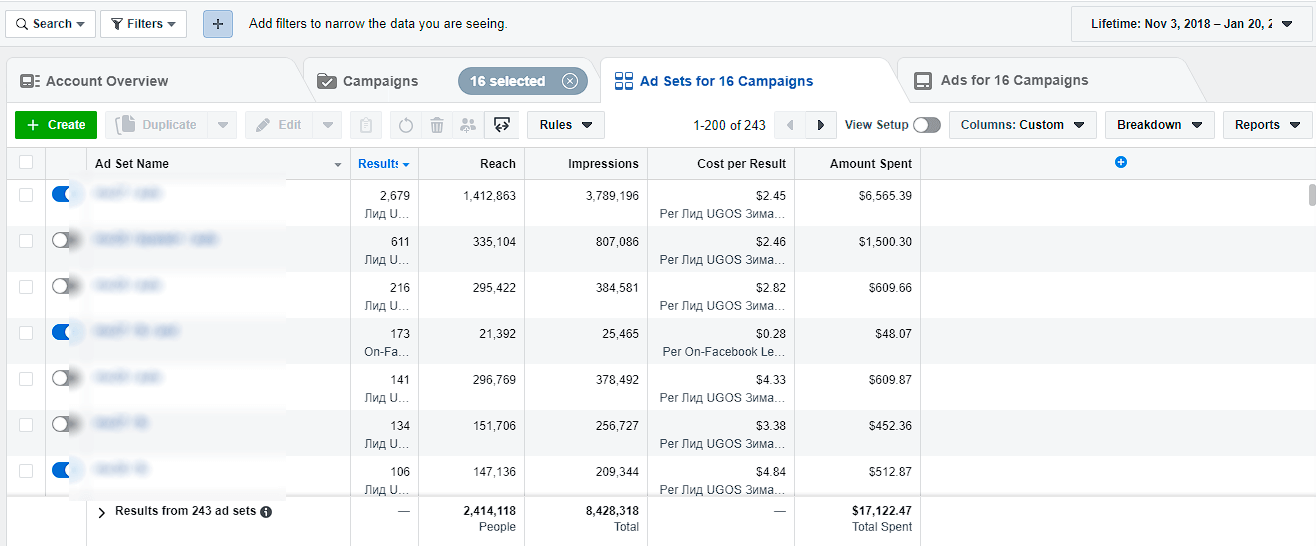 Search Filters + Add filters to narrow the data you are seeing. Lifetime: Nov 3, 2018 – Jan 20, 2
Account Overview Campaigns 16 selected Ad Sets for 16 Campaigns Ads for 16 Campaigns
+ Create Duplicate Edit Rules 1-200 of 243 View Setup Columns: Custom Breakdown Reports
Ad Set Name Results Reach Impressions Cost per Result Amount Spent
2,679 1,412,863 3,789,196 $2.45 $6,565.39
Лид U... Per Лид UGOS Зима...
611 335,104 807,086 $2.46 $1,500.30
Лид U... Per Лид UGOS Зима...
216 295,422 384,581 $2.82 $609.66
Лид U... Per Лид UGOS Зима...
173 21,392 25,465 $0.28 $48.07
On-Fa... Per On-Facebook Le...
141 296,769 378,492 $4.33 $609.87
Лид U... Per Лид UGOS Зима...
134 151,706 256,727 $3.38 $452.36
Лид U... Per Лид UGOS Зима...
106 147,136 209,344 $4.84 $512.87
Лид U... Per Лид UGOS Зима...
Results from 243 ad sets — 2,414,118 8,428,318 — $17,122.47
People Total Total Spent